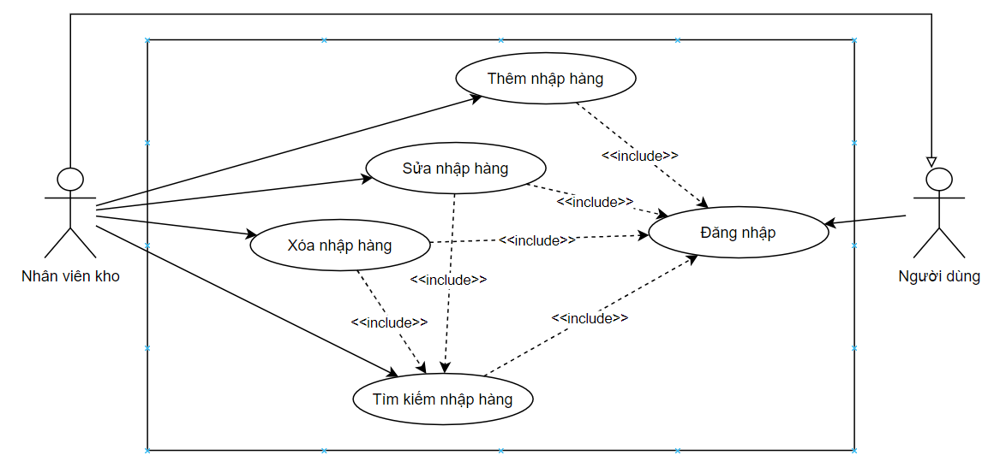 Thêm nhập hàng
<<include>>
Sửa nhập hàng
<<include>>
Đăng nhập
Xóa nhập hàng
<<include>>
Nhân viên kho
Người dùng
<<include>>
<<include>>
<<include>>
Tìm kiếm nhập hàng